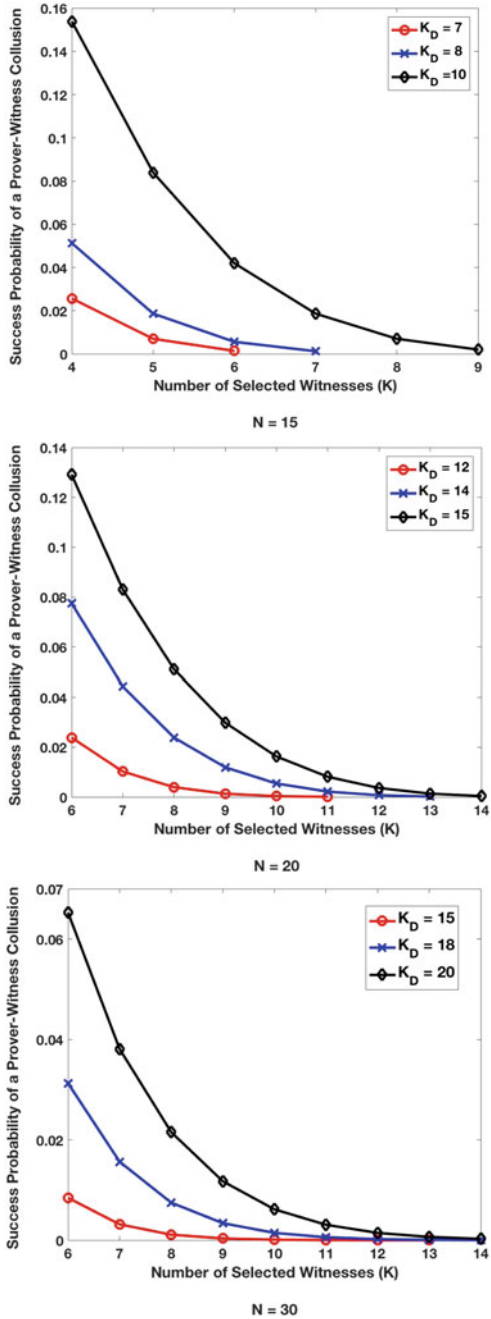 Success Probability of a Prover-Witness Collusion
0.16
0.14
0.12
0.1
0.08
0.06
0.04
0.02
0
K_D = 7
K_D = 8
K_D =10
4 5 6 7 8 9
Number of Selected Witnesses (K)
N = 15
Success Probability of a Prover-Witness Collusion
0.14
0.12
0.1
0.08
0.06
0.04
0.02
0
K_D = 12
K_D = 14
K_D = 15
6 7 8 9 10 11 12 13 14
Number of Selected Witnesses (K)
N = 20
Success Probability of a Prover-Witness Collusion
0.07
0.06
0.04
0.02
0
K_D = 15
K_D = 18
K_D = 20
6 7 8 9 10 11 12 13 14
Number of Selected Witnesses (K)
N = 30